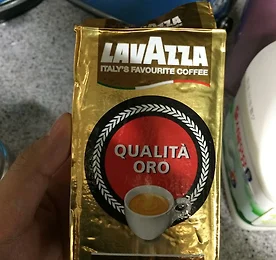 LAVAZZA
ITALY'S FAVOURITE COFFEE
QUALITÀ
ORO